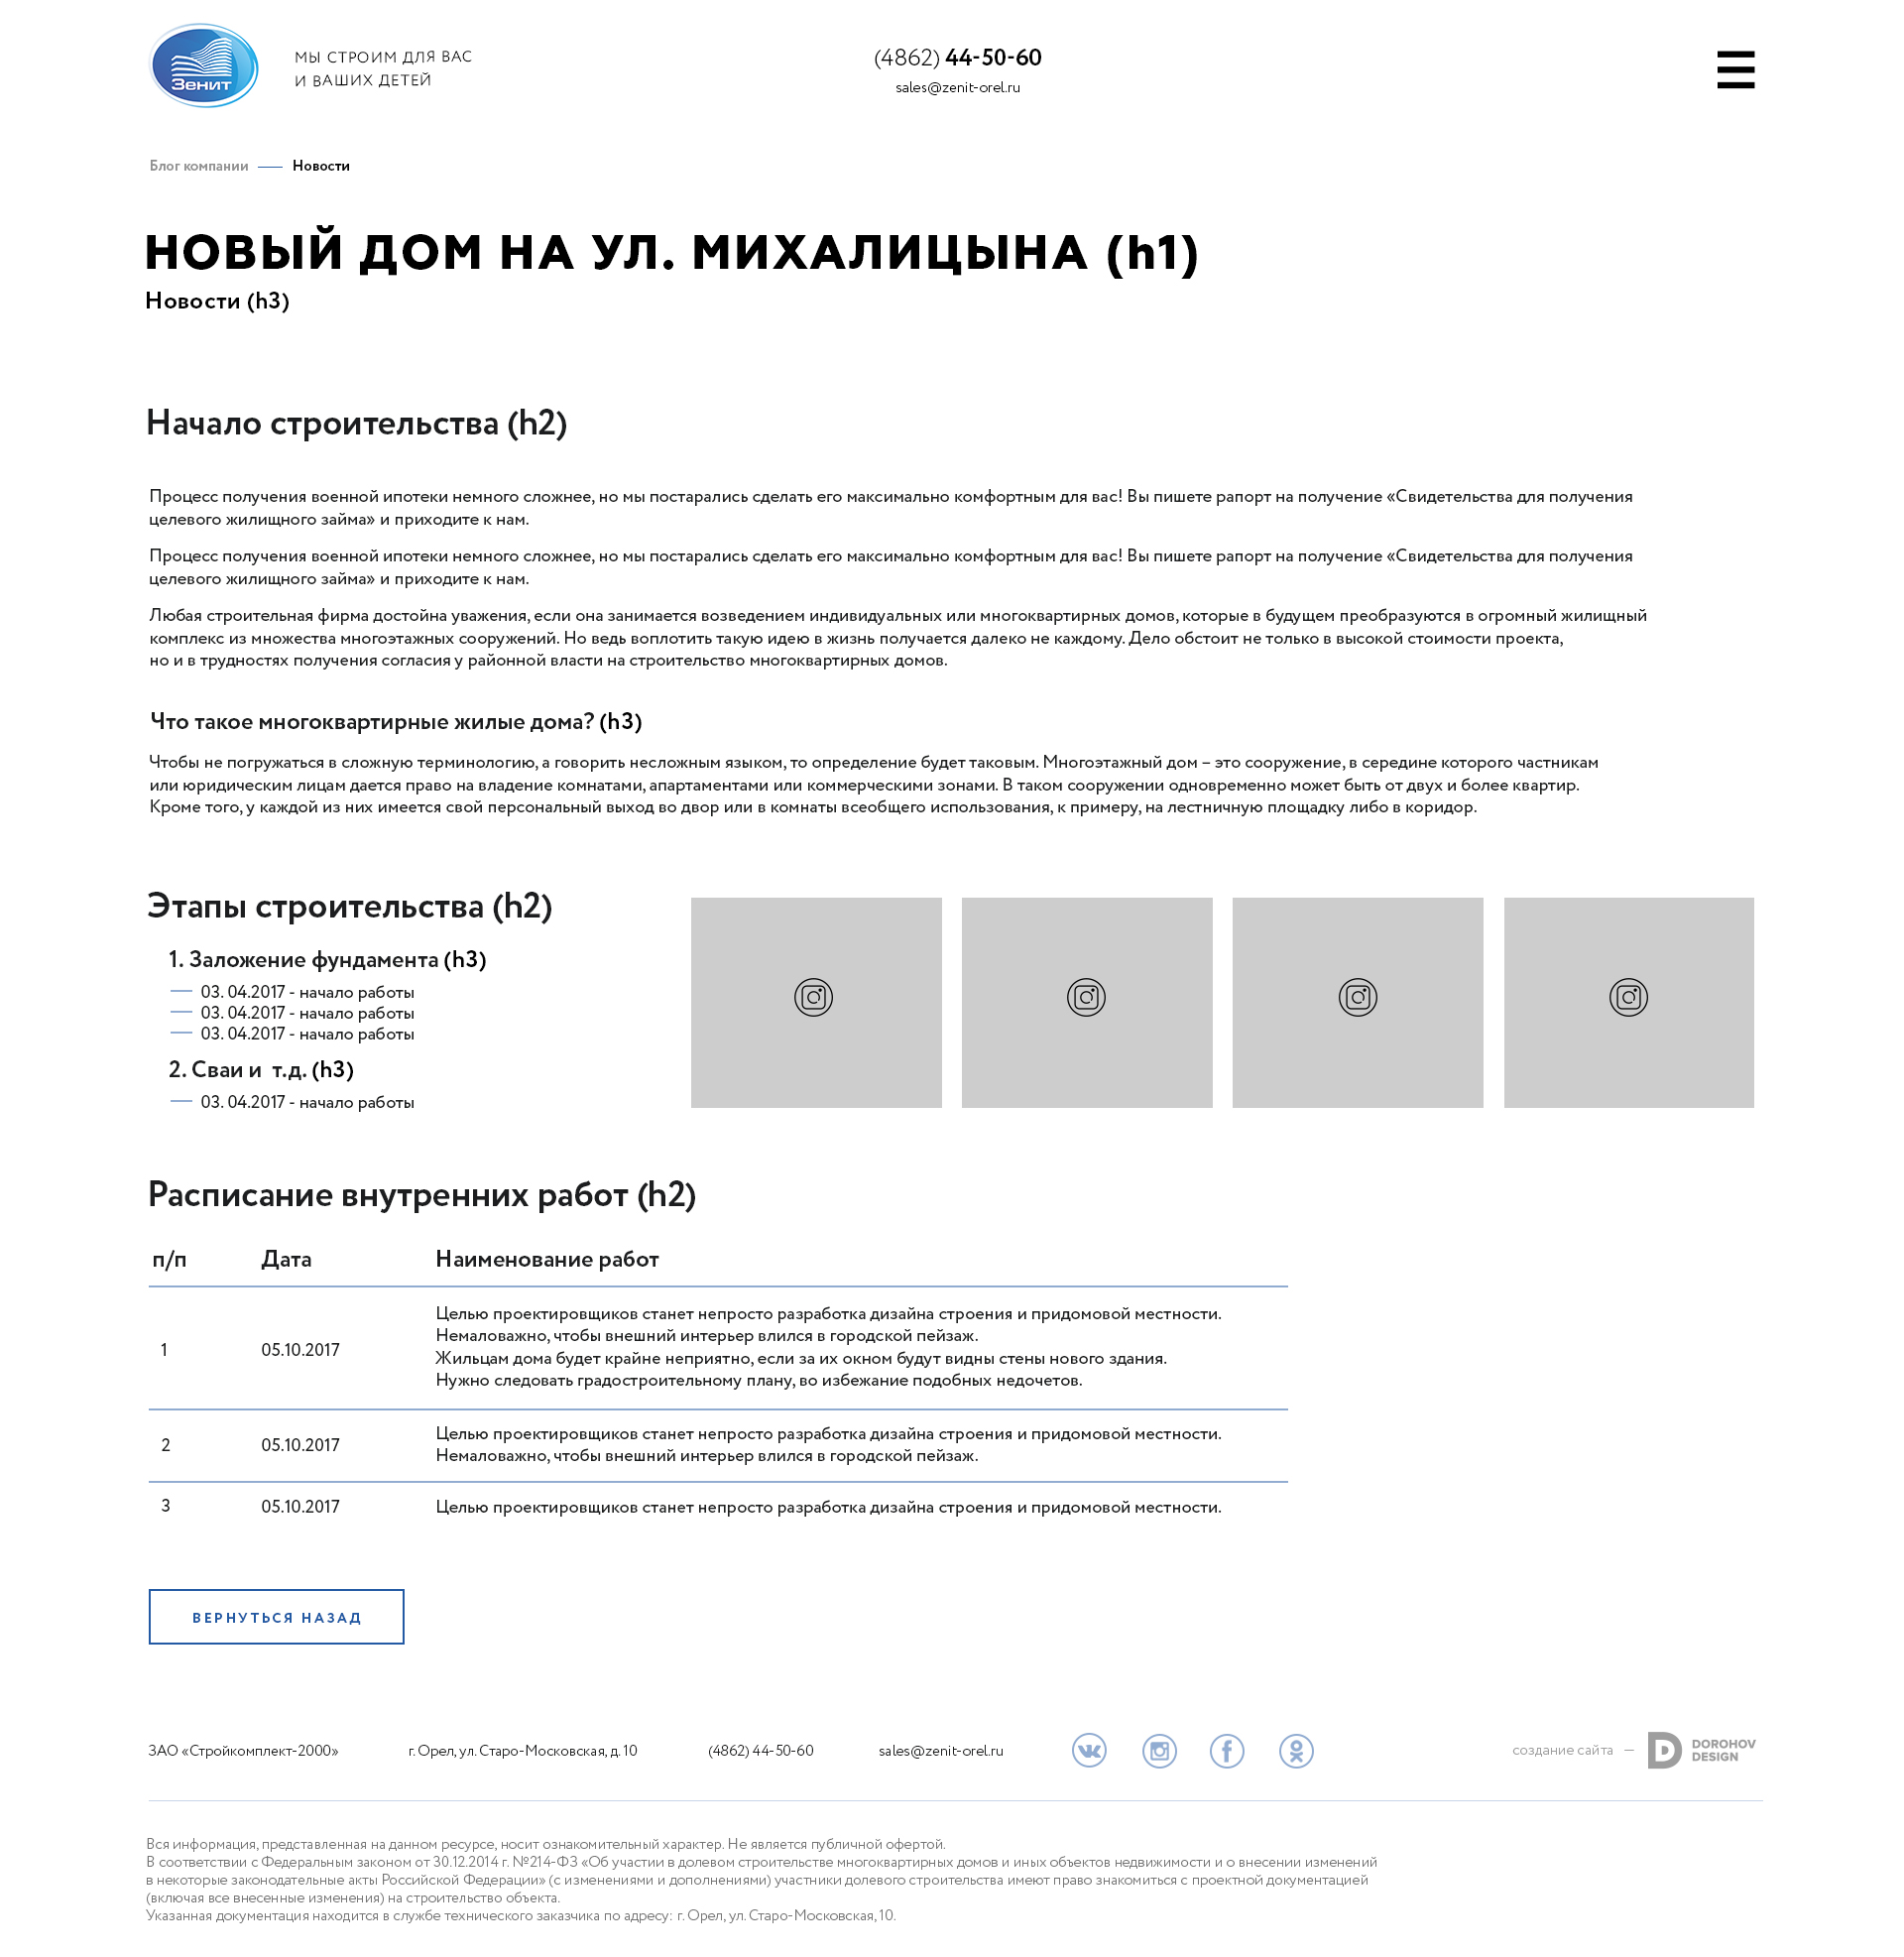 Зенит
МЫ СТРОИМ ДЛЯ ВАС
И ВАШИХ ДЕТЕЙ
(4862) 44-50-60
sales@zenit-orel.ru
Блог компании — Новости
НОВЫЙ ДОМ НА УЛ. МИХАЛИЦЫНА (h1)
Новости (h3)
Начало строительства (h2)
Процесс получения военной ипотеки немного сложнее, но мы постарались сделать его максимально комфортным для вас! Вы пишете рапорт на получение «Свидетельства для получения
целевого жилищного займа» и приходите к нам.
Процесс получения военной ипотеки немного сложнее, но мы постарались сделать его максимально комфортным для вас! Вы пишете рапорт на получение «Свидетельства для получения
целевого жилищного займа» и приходите к нам.
Любая строительная фирма достойна уважения, если она занимается возведением индивидуальных или многоквартирных домов, которые в будущем преобразуются в огромный жилищный
комплекс из множества многоэтажных сооружений. Но ведь воплотить такую идею в жизнь получается далеко не каждому. Дело обстоит не только в высокой стоимости проекта,
но и в трудностях получения согласия у районной власти на строительство многоквартирных домов.
Что такое многоквартирные жилые дома? (h3)
Чтобы не погружаться в сложную терминологию, а говорить несложным языком, то определение будет таковым. Многоэтажный дом – это сооружение, в середине которого частникам
или юридическим лицам дается право на владение комнатами, апартаментами или коммерческими зонами. В таком сооружении одновременно может быть от двух и более квартир.
Кроме того, у каждой из них имеется свой персональный выход во двор или в комнаты всеобщего использования, к примеру, на лестничную площадку либо в коридор.
Этапы строительства (h2)
1. Заложение фундамента (h3)
— 03. 04.2017 - начало работы
— 03. 04.2017 - начало работы
— 03. 04.2017 - начало работы
2. Сваи и т.д. (h3)
— 03. 04.2017 - начало работы
Расписание внутренних работ (h2)
п/п Дата Наименование работ
Целью проектировщиков станет непросто разработка дизайна строения и придомовой местности.
Немаловажно, чтобы внешний интерьер влился в городской пейзаж.
1 05.10.2017
Жильцам дома будет крайне неприятно, если за их окном будут видны стены нового здания.
Нужно следовать градостроительному плану, во избежание подобных недочетов.
Целью проектировщиков станет непросто разработка дизайна строения и придомовой местности.
2 05.10.2017
Немаловажно, чтобы внешний интерьер влился в городской пейзаж.
3 05.10.2017 Целью проектировщиков станет непросто разработка дизайна строения и придомовой местности.
ВЕРНУТЬСЯ НАЗАД
ЗАО «Стройкомплект-2000» г. Орел, ул. Старо-Московская, д. 10 (4862) 44-50-60 sales@zenit-orel.ru
создание сайта — D DOROHOV
DESIGN
Вся информация, представленная на данном ресурсе, носит ознакомительный характер. Не является публичной офертой.
В соответствии с Федеральным законом от 30.12.2014 г. №214-ФЗ «Об участии в долевом строительстве многоквартирных домов и иных объектов недвижимости и о внесении изменений
в некоторые законодательные акты Российской Федерации» (с изменениями и дополнениями) участники долевого строительства имеют право знакомиться с проектной документацией
(включая все внесенные изменения) на строительство объекта.
Указанная документация находится в службе технического заказчика по адресу: г. Орел, ул. Старо-Московская, 10.